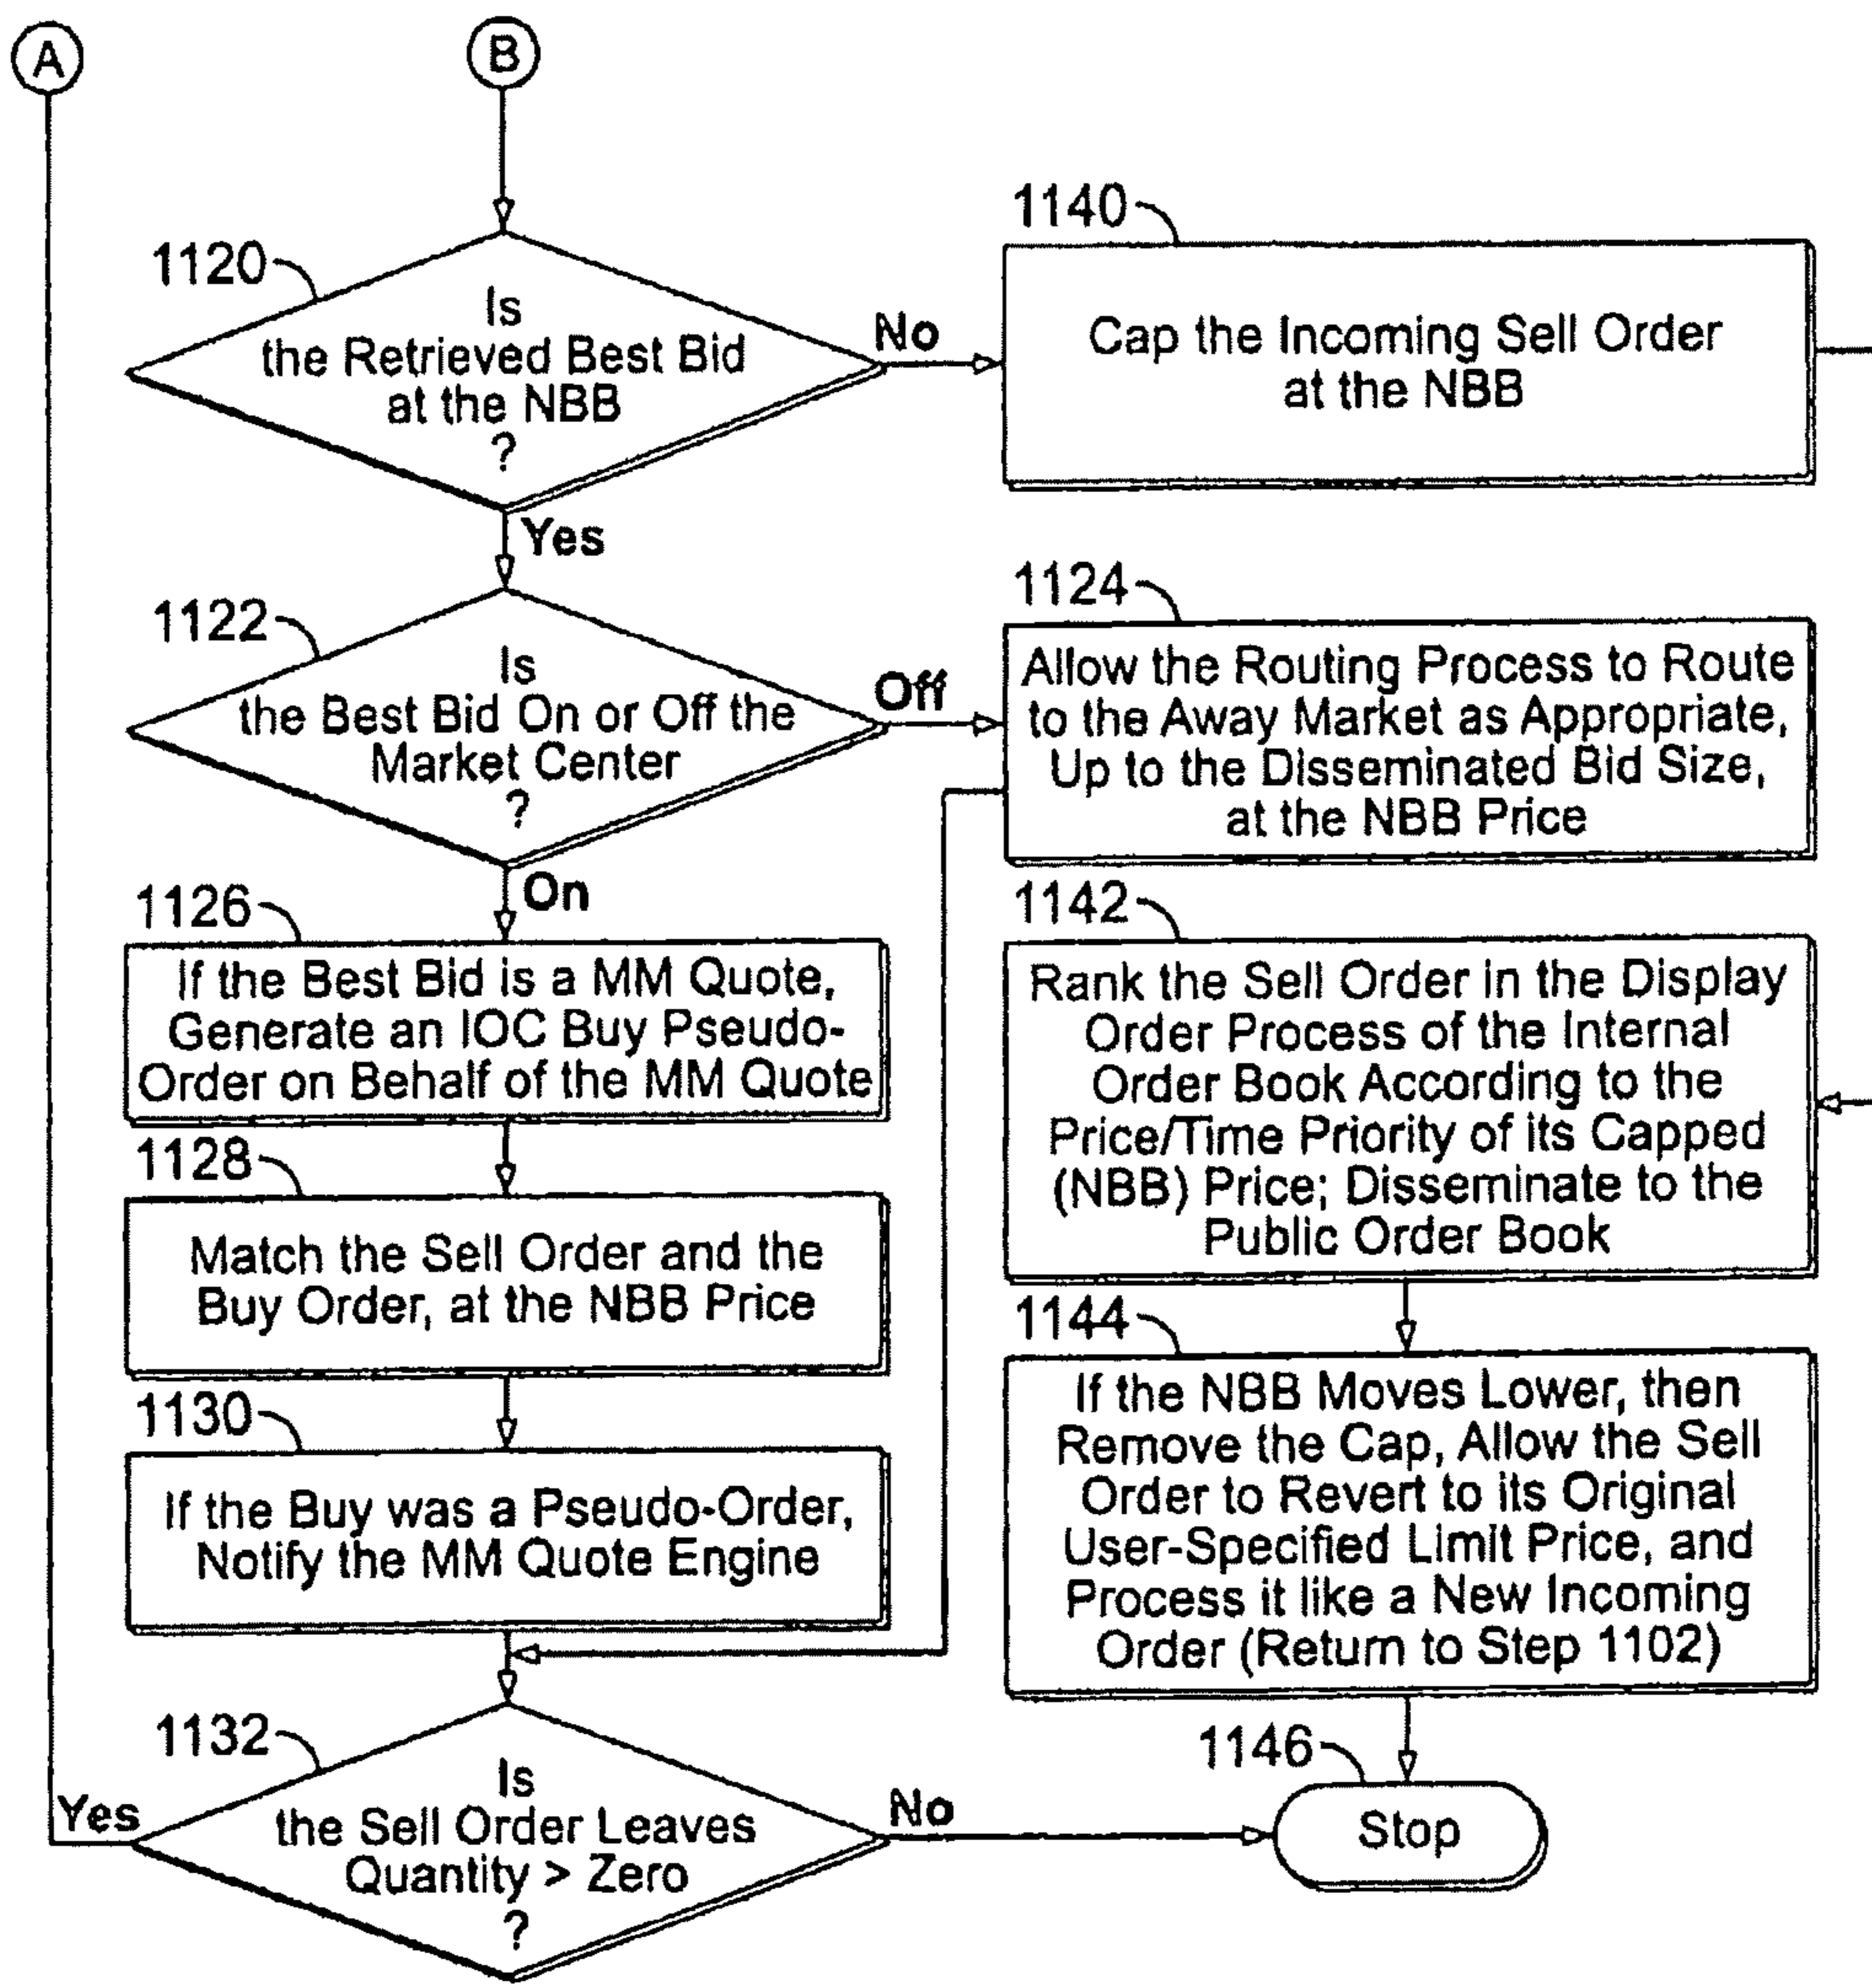 A
B
1120
Is
the Retrieved Best Bid
at the NBB
?
No
Yes
1140
Cap the Incoming Sell Order
at the NBB
1122
Is
the Best Bid On or Off the
Market Center
?
Off
On
1124
Allow the Routing Process to Route
to the Away Market as Appropriate,
Up to the Disseminated Bid Size,
at the NBB Price
1126
If the Best Bid is a MM Quote,
Generate an IOC Buy Pseudo-
Order on Behalf of the MM Quote
1128
Match the Sell Order and the
Buy Order, at the NBB Price
1130
If the Buy was a Pseudo-Order,
Notify the MM Quote Engine
1142
Rank the Sell Order in the Display
Order Process of the Internal
Order Book According to the
Price/Time Priority of its Capped
(NBB) Price; Disseminate to the
Public Order Book
1144
If the NBB Moves Lower, then
Remove the Cap, Allow the Sell
Order to Revert to its Original
User-Specified Limit Price, and
Process it like a New Incoming
Order (Return to Step 1102)
1132
Is
the Sell Order Leaves
Quantity > Zero
?
Yes
No
1146
Stop